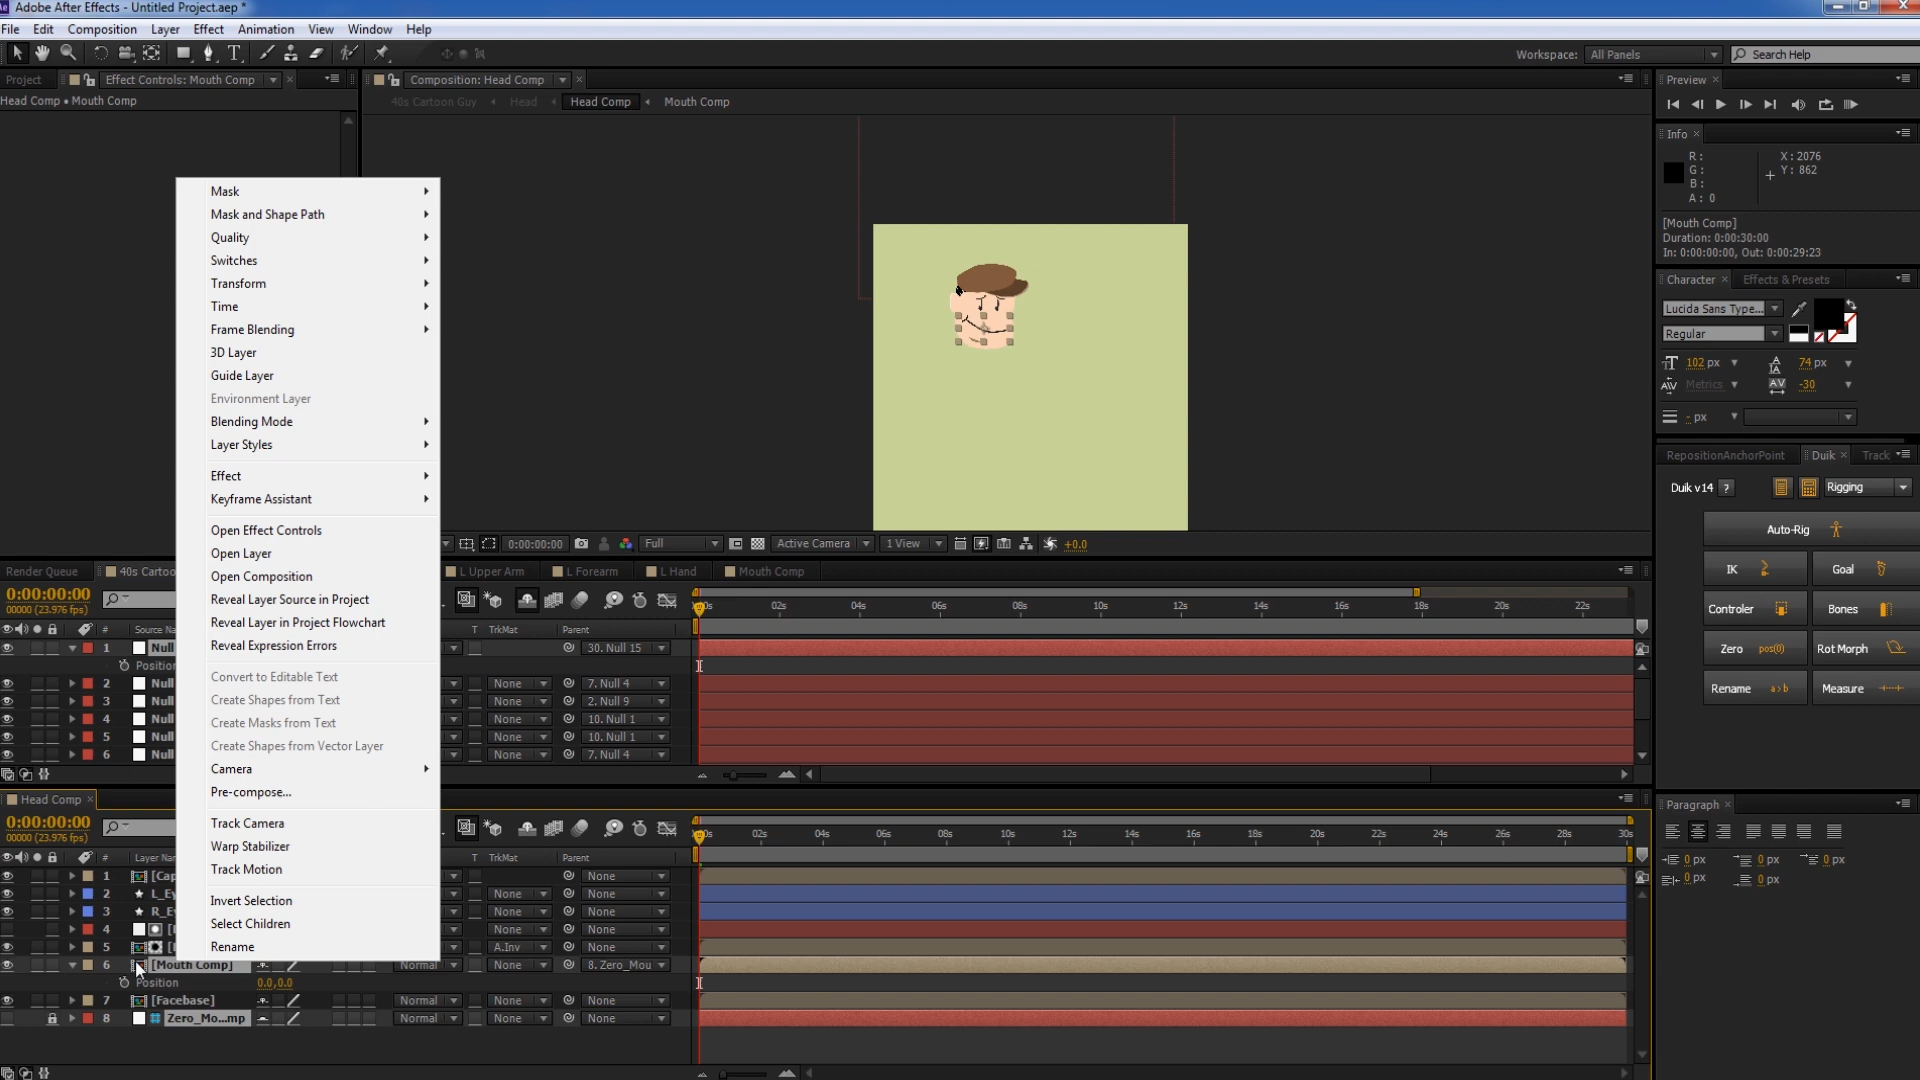 Adobe After Effects - Untitled Project.aep *
File Edit Composition Layer Effect Animation View Window Help
Workspace: All Panels Search Help
Project Effect Controls: Mouth Comp
Head Comp • Mouth Comp
Composition: Head Comp
40s Cartoon Guy Head Head Comp Mouth Comp
Preview
Info
R:
G:
B:
A: 0
X: 2076
Y: 862
[Mouth Comp]
Duration: 0:00:30:00
In: 0:00:00:00, Out: 0:00:29:23
Character Effects & Presets
Lucida Sans Type...
Regular
102 px 74 px
Metrics -30
- px
RepositionAnchorPoint Duik Track
Duik v14 ? Rigging
Auto-Rig
IK Goal
Controler Bones
Zero pos(0) Rot Morph
Rename a>b Measure
Paragraph
0 px 0 px 0 px
0 px 0 px
Mask
Mask and Shape Path
Quality
Switches
Transform
Time
Frame Blending
3D Layer
Guide Layer
Environment Layer
Blending Mode
Layer Styles
Effect
Keyframe Assistant
Open Effect Controls
Open Layer
Open Composition
Reveal Layer Source in Project
Reveal Layer in Project Flowchart
Reveal Expression Errors
Convert to Editable Text
Create Shapes from Text
Create Masks from Text
Create Shapes from Vector Layer
Camera
Pre-compose...
Track Camera
Warp Stabilizer
Track Motion
Invert Selection
Select Children
Rename
0:00:00:00 Full Active Camera 1 View +0.0
Render Queue 40s Cartoo L Upper Arm L Forearm L Hand Mouth Comp
0:00:00:00
00000 (23.976 fps)
02s 04s 06s 08s 10s 12s 14s 16s 18s 20s 22s
# Source Na T TrkMat Parent
1 Null 30. Null 15
Position
2 Null None 7. Null 4
3 Null None 2. Null 9
4 Null None 10. Null 1
5 Null None 10. Null 1
6 Null None 7. Null 4
Head Comp
0:00:00:00
00000 (23.976 fps)
02s 04s 06s 08s 10s 12s 14s 16s 18s 20s 22s 24s 26s 28s 30s
# Layer Nam T TrkMat Parent
1 [Cap None
2 L_Ey None None
3 R_Ey None None
4 None None
5 A.Inv None
6 [Mouth Comp] Normal None 8. Zero_Mou
Position 0.0,0.0
7 [Facebase] Normal None None
8 Zero_Mo...mp Normal None None